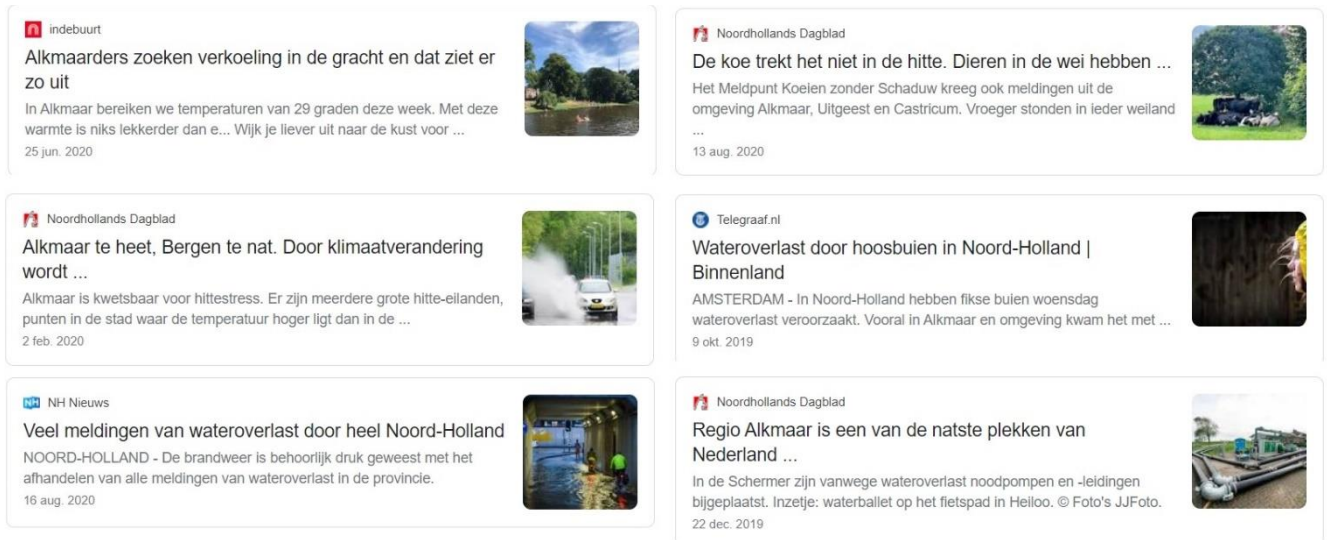 indebuurt
Alkmaarders zoeken verkoeling in de gracht en dat ziet er
zo uit
In Alkmaar bereiken we temperaturen van 29 graden deze week. Met deze
warmte is niks lekkerder dan e... Wijk je liever uit naar de kust voor ...
25 jun. 2020
Noordhollands Dagblad
De koe trekt het niet in de hitte. Dieren in de wei hebben ...
Het Meldpunt Koeien zonder Schaduw kreeg ook meldingen uit de
omgeving Alkmaar, Uitgeest en Castricum. Vroeger stonden in ieder weiland
...
13 aug. 2020
Noordhollands Dagblad
Alkmaar te heet, Bergen te nat. Door klimaatverandering
wordt ...
Alkmaar is kwetsbaar voor hittestress. Er zijn meerdere grote hitte-eilanden,
punten in de stad waar de temperatuur hoger ligt dan in de ...
2 feb. 2020
Telegraaf.nl
Wateroverlast door hoosbuien in Noord-Holland |
Binnenland
AMSTERDAM - In Noord-Holland hebben fikse buien woensdag
wateroverlast veroorzaakt. Vooral in Alkmaar en omgeving kwam het met ...
9 okt. 2019
NH Nieuws
Veel meldingen van wateroverlast door heel Noord-Holland
NOORD-HOLLAND - De brandweer is behoorlijk druk geweest met het
afhandelen van alle meldingen van wateroverlast in de provincie.
16 aug. 2020
Noordhollands Dagblad
Regio Alkmaar is een van de natste plekken van
Nederland ...
In de Schermer zijn vanwege wateroverlast noodpompen en -leidingen
bijgeplaatst. Inzetje: waterballet op het fietspad in Heiloo. © Foto's JJFoto.
22 dec. 2019